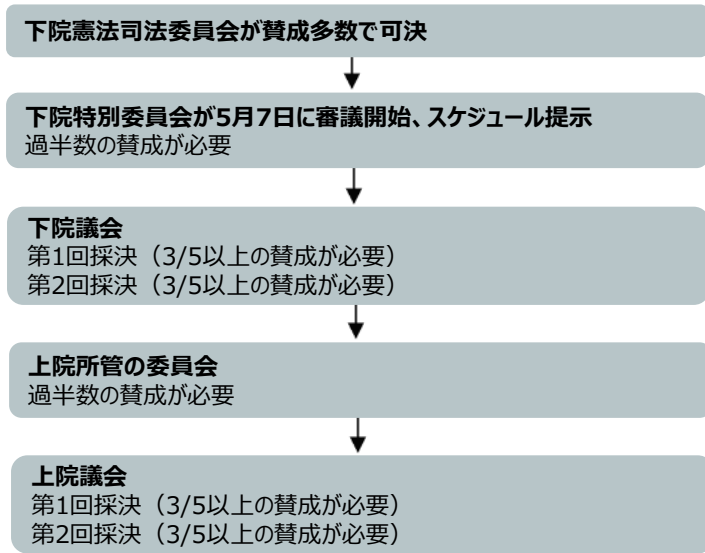 下院憲法司法委員会が賛成多数で可決
下院特別委員会が5月7日に審議開始、スケジュール提示
過半数の賛成が必要
下院議会
第1回採決（3/5以上の賛成が必要）
第2回採決（3/5以上の賛成が必要）
上院所管の委員会
過半数の賛成が必要
上院議会
第1回採決（3/5以上の賛成が必要）
第2回採決（3/5以上の賛成が必要）